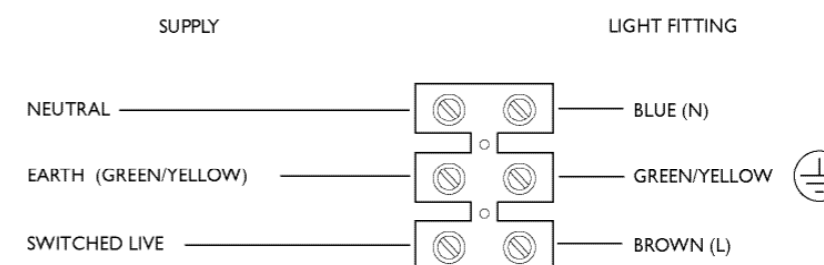 SUPPLY LIGHT FITTING
NEUTRAL BLUE (N)
EARTH (GREEN/YELLOW) GREEN/YELLOW
SWITCHED LIVE BROWN (L)